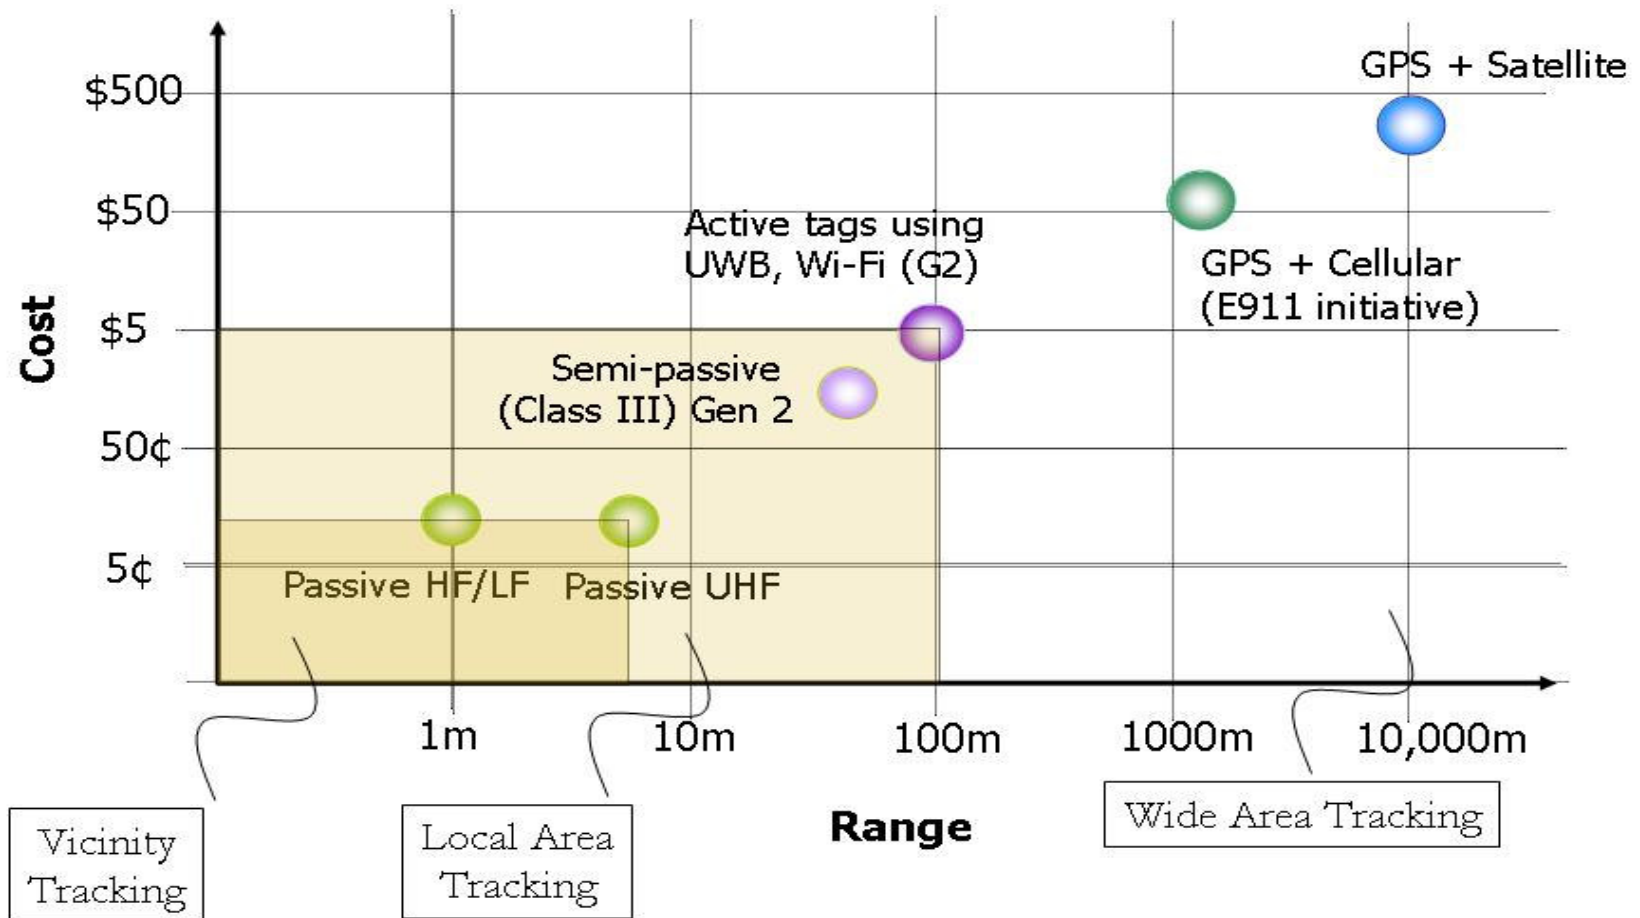 GPS + Satellite
$500
$50
Active tags using
UWB, Wi-Fi (G2)
GPS + Cellular
(E911 initiative)
Cost
$5
Semi-passive
(Class III) Gen 2
50¢
5¢
Passive HF/LF
Passive UHF
1m
10m
100m
1000m
10,000m
Range
Vicinity
Tracking
Local Area
Tracking
Wide Area Tracking